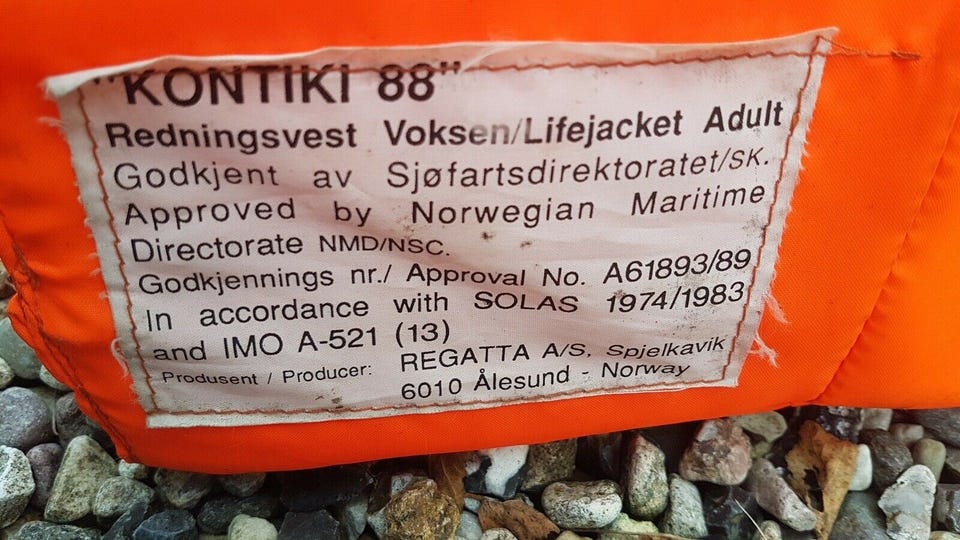 "KONTIKI 88"
Redningsvest Voksen/Lifejacket Adult
Godkjent av Sjøfartsdirektoratet/SK.
Approved by Norwegian Maritime
Directorate NMD/NSC.
Godkjennings nr./ Approval No. A61893/89
In accordance with SOLAS 1974/1983
and IMO A-521 (13)
Produsent / Producer: REGATTA A/S, Spjelkavik
6010 Ålesund - Norway